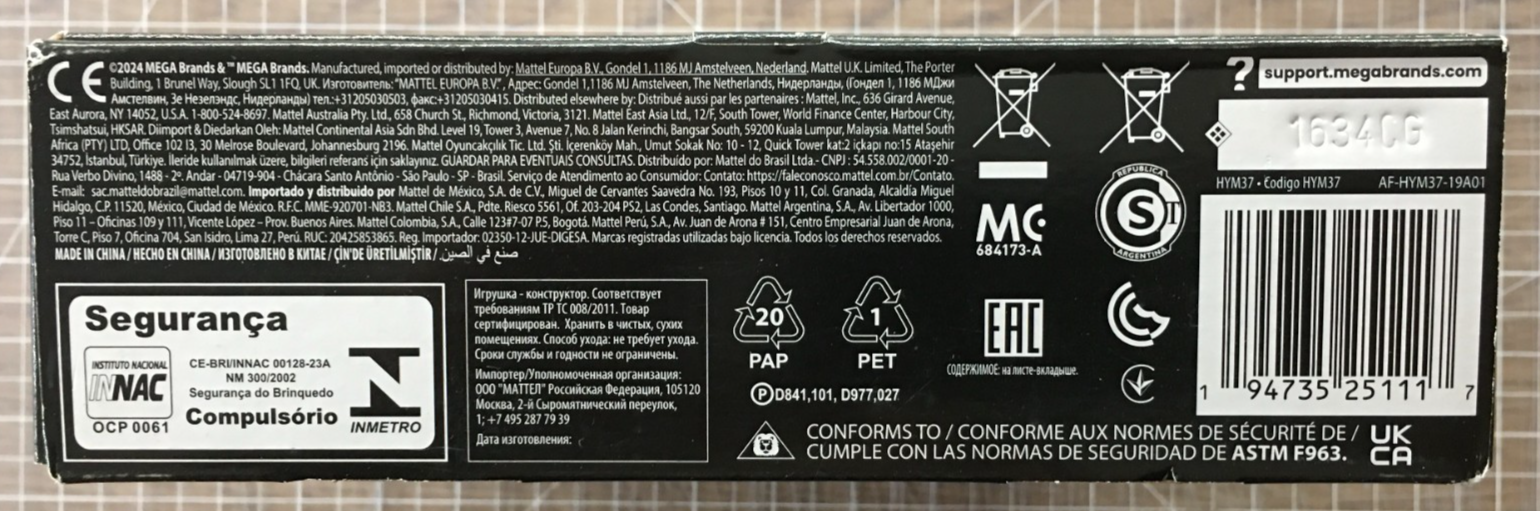 CE ©2024 MEGA Brands & ™ MEGA Brands. Manufactured, imported or distributed by: Mattel Europa B.V., Gondel 1, 1186 MJ Amstelveen, Nederland. Mattel U.K. Limited, The Porter
Building, 1 Brunel Way, Slough SL1 1FQ, UK. Изготовитель: "MATTEL EUROPA B.V.", Адрес: Gondel 1,1186 MJ Amstelveen, The Netherlands, Нидерланды, (Гондел 1, 1186 МДжи
Амстелвин, Зе Незелэндс, Нидерланды) тел.:+31205030503, факс:+31205030415. Distributed elsewhere by: Distribué aussi par les partenaires : Mattel, Inc., 636 Girard Avenue,
East Aurora, NY 14052, U.S.A. 1-800-524-8697. Mattel Australia Pty. Ltd., 658 Church St., Richmond, Victoria, 3121. Mattel East Asia Ltd., 12/F, South Tower, World Finance Center, Harbour City,
Tsimshatsui, HKSAR. Diimport & Diedarkan Oleh: Mattel Continental Asia Sdn Bhd. Level 19, Tower 3, Avenue 7, No. 8 Jalan Kerinchi, Bangsar South, 59200 Kuala Lumpur, Malaysia. Mattel South
Africa (PTY) LTD, Office 102 I3, 30 Melrose Boulevard, Johannesburg 2196. Mattel Oyuncakçılık Tic. Ltd. Şti. İçerenköy Mah., Umut Sokak No: 10 - 12, Quick Tower kat:2 içkapı no:15 Ataşehir
34752, İstanbul, Türkiye. İleride kullanılmak üzere, bilgileri referans için saklayınız. GUARDAR PARA EVENTUAIS CONSULTAS. Distribuído por: Mattel do Brasil Ltda.- CNPJ : 54.558.002/0001-20 -
Rua Verbo Divino, 1488 - 2º. Andar - 04719-904 - Chácara Santo Antônio - São Paulo - SP - Brasil. Serviço de Atendimento ao Consumidor: Contato: https://faleconosco.mattel.com.br/Contato.
E-mail: sac.matteldobrazil@mattel.com. Importado y distribuido por Mattel de México, S.A. de C.V., Miguel de Cervantes Saavedra No. 193, Pisos 10 y 11, Col. Granada, Alcaldía Miguel
Hidalgo, C.P. 11520, México, Ciudad de México. R.F.C. MME-920701-NB3. Mattel Chile S.A., Pdte. Riesco 5561, Of. 203-204 PS2, Las Condes, Santiago. Mattel Argentina, S.A., Av. Libertador 1000,
Piso 11 – Oficinas 109 y 111, Vicente López – Prov. Buenos Aires. Mattel Colombia, S.A., Calle 123#7-07 P.5, Bogotá. Mattel Perú, S.A., Av. Juan de Arona # 151, Centro Empresarial Juan de Arona,
Torre C, Piso 7, Oficina 704, San Isidro, Lima 27, Perú. RUC: 20425853865. Reg. Importador: 02350-12-JUE-DIGESA. Marcas registradas utilizadas bajo licencia. Todos los derechos reservados.
MADE IN CHINA / HECHO EN CHINA / ИЗГОТОВЛЕНО В КИТАЕ / ÇİN'DE ÜRETİLMİŞTİR / صنع في الصين.
Segurança
INSTITUTO NACIONAL
INNAC
OCP 0061
CE-BRI/INNAC 00128-23A
NM 300/2002
Segurança do Brinquedo
Compulsório
INMETRO
Игрушка - конструктор. Соответствует
требованиям ТР ТС 008/2011. Товар
сертифицирован. Хранить в чистых, сухих
помещениях. Способ ухода: не требует ухода.
Сроки службы и годности не ограничены.
Импортер/Уполномоченная организация:
ООО "МАТТЕЛ" Российская Федерация, 105120
Москва, 2-й Сыромятнический переулок,
1; +7 495 287 79 39
Дата изготовления:
20
PAP
1
PET
Ⓟ D841,101, D977,027
MC
684173-A
EAC
СОДЕРЖИМОЕ: на листе-вкладыше.
REPUBLICA
S
ARGENTINA
? support.megabrands.com
1634CG
HYM37 • Código HYM37 AF-HYM37-19A01
1 94735 25111 7
CONFORMS TO / CONFORME AUX NORMES DE SÉCURITÉ DE /
CUMPLE CON LAS NORMAS DE SEGURIDAD DE ASTM F963.
UK
CA